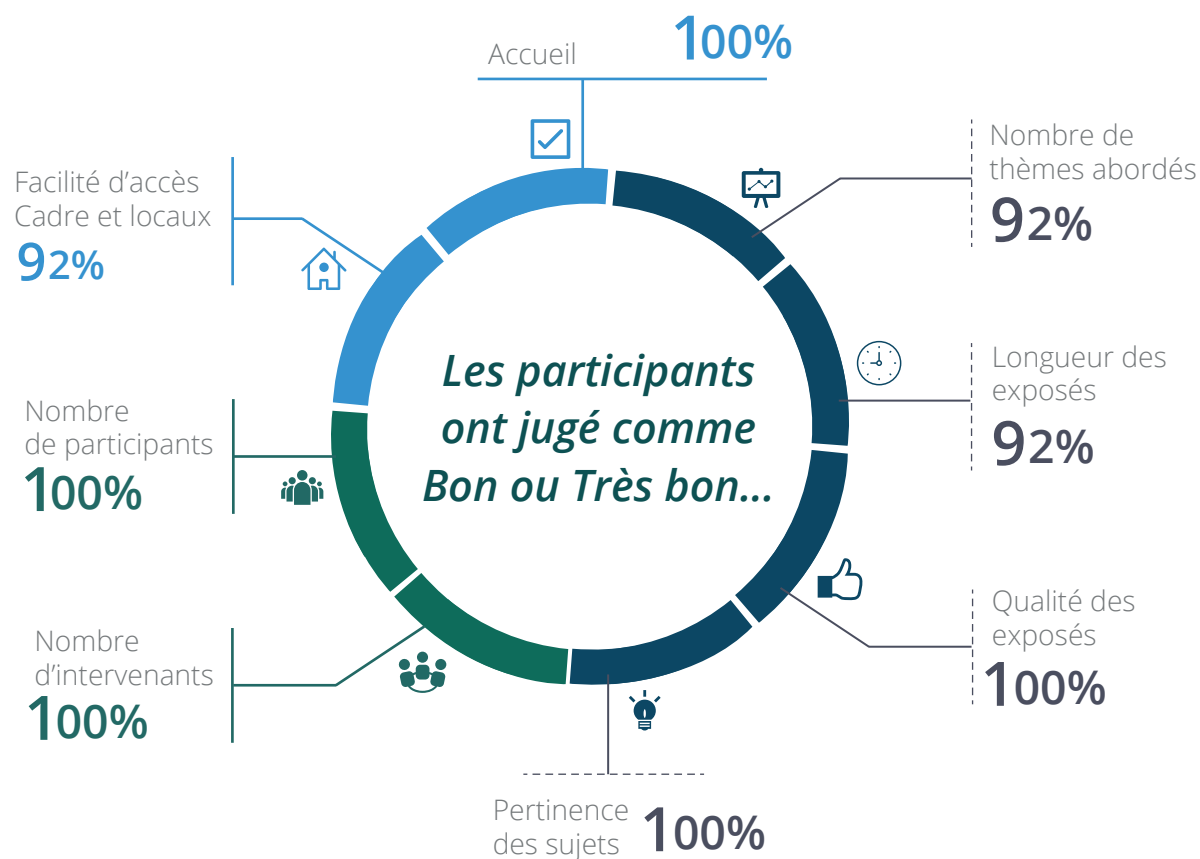 Accueil 100%
Nombre de
thèmes abordés
92%
Longueur des
exposés
92%
Qualité des
exposés
100%
Pertinence
des sujets 100%
Nombre
d’intervenants
100%
Nombre
de participants
100%
Facilité d’accès
Cadre et locaux
92%
Les participants
ont jugé comme
Bon ou Très bon...